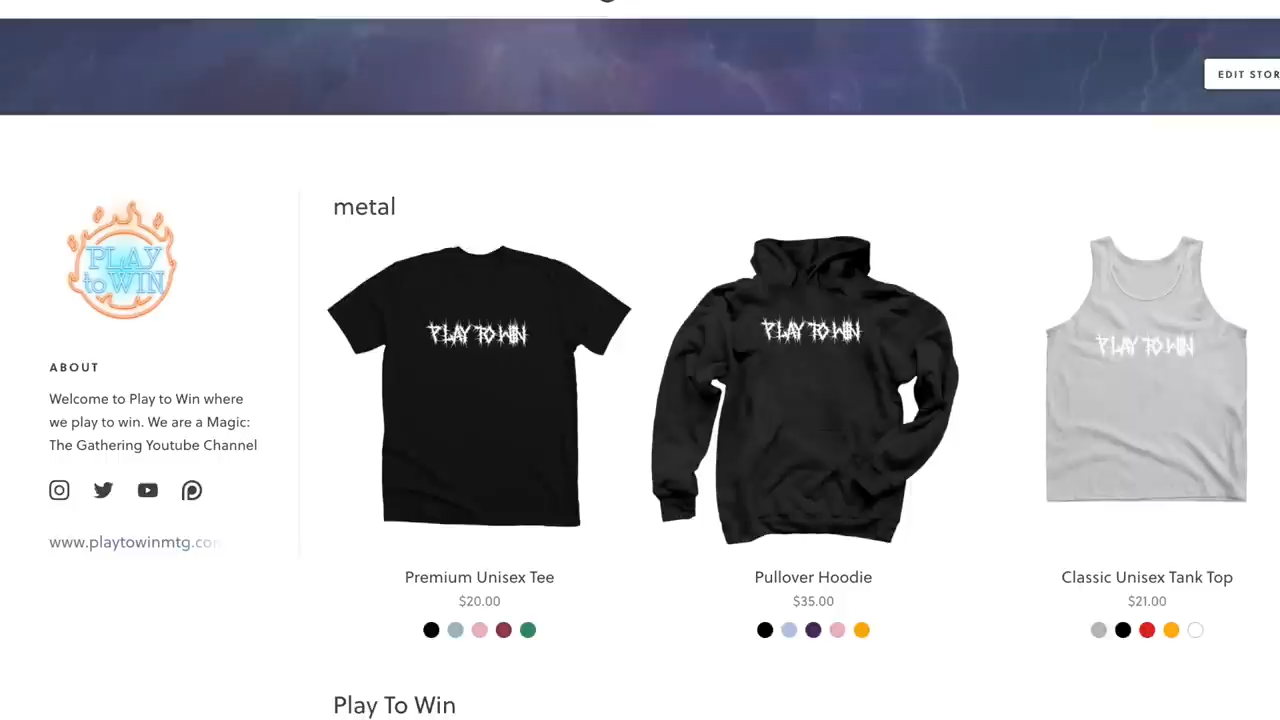 EDIT STOR
PLAY
to WIN
ABOUT
Welcome to Play to Win where
we play to win. We are a Magic:
The Gathering Youtube Channel
www.playtowinmtg.com
metal
PLAY TO WIN
Premium Unisex Tee
$20.00
PLAY TO WIN
Pullover Hoodie
$35.00
PLAY TO WIN
Classic Unisex Tank Top
$21.00
Play To Win